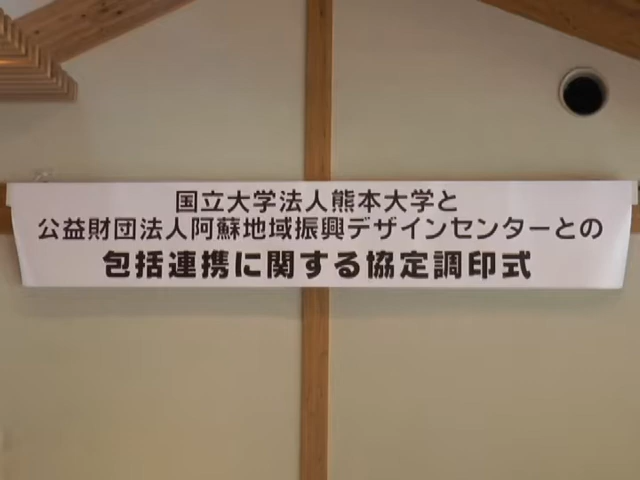 国立大学法人熊本大学と
公益財団法人阿蘇地域振興デザインセンターとの
包括連携に関する協定調印式